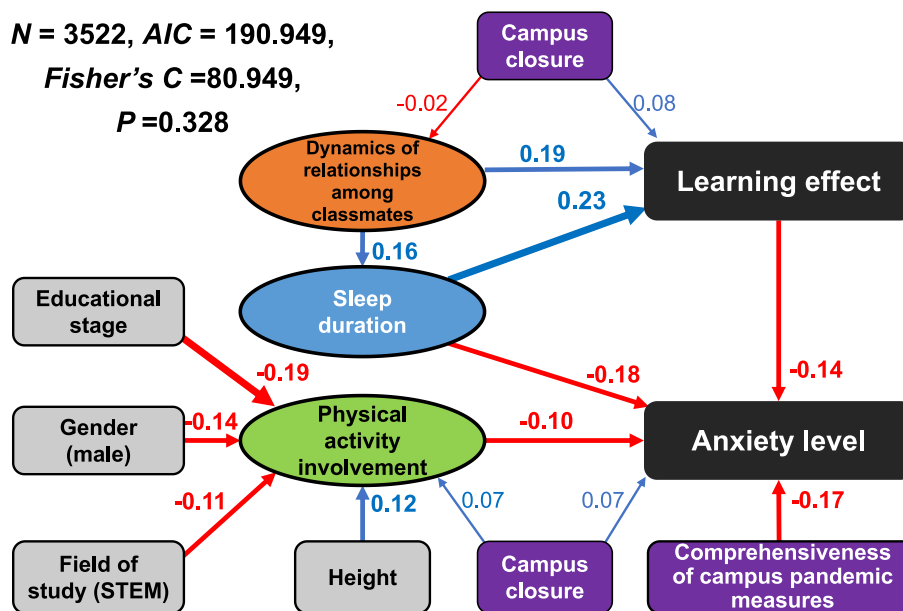 N = 3522, AIC = 190.949,
Fisher's C =80.949,
P =0.328
Campus
closure
-0.02
0.08
Dynamics of
relationships
among
classmates
0.19
Learning effect
0.23
0.16
Sleep
duration
Educational
stage
-0.19
-0.18
-0.14
Gender
(male)
-0.14
Physical
activity
involvement
-0.10
Anxiety level
-0.11
0.12
0.07
0.07
-0.17
Field of
study (STEM)
Height
Campus
closure
Comprehensiveness
of campus pandemic
measures